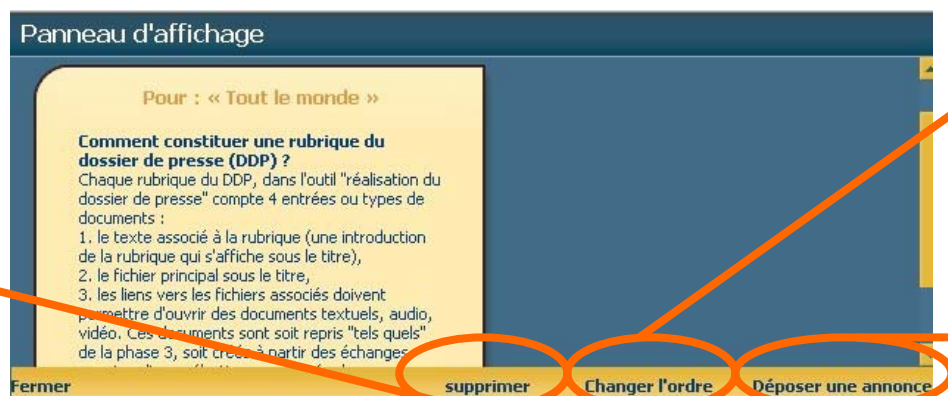 Panneau d'affichage
Pour : « Tout le monde »
Comment constituer une rubrique du
dossier de presse (DDP) ?
Chaque rubrique du DDP, dans l'outil "réalisation du
dossier de presse" compte 4 entrées ou types de
documents :
1. le texte associé à la rubrique (une introduction
de la rubrique qui s'affiche sous le titre),
2. le fichier principal sous le titre,
3. les liens vers les fichiers associés doivent
permettre d'ouvrir des documents textuels, audio,
vidéo. Ces documents sont soit repris "tels quels"
de la phase 3, soit créés à partir des échanges
Fermer supprimer Changer l'ordre Déposer une annonce